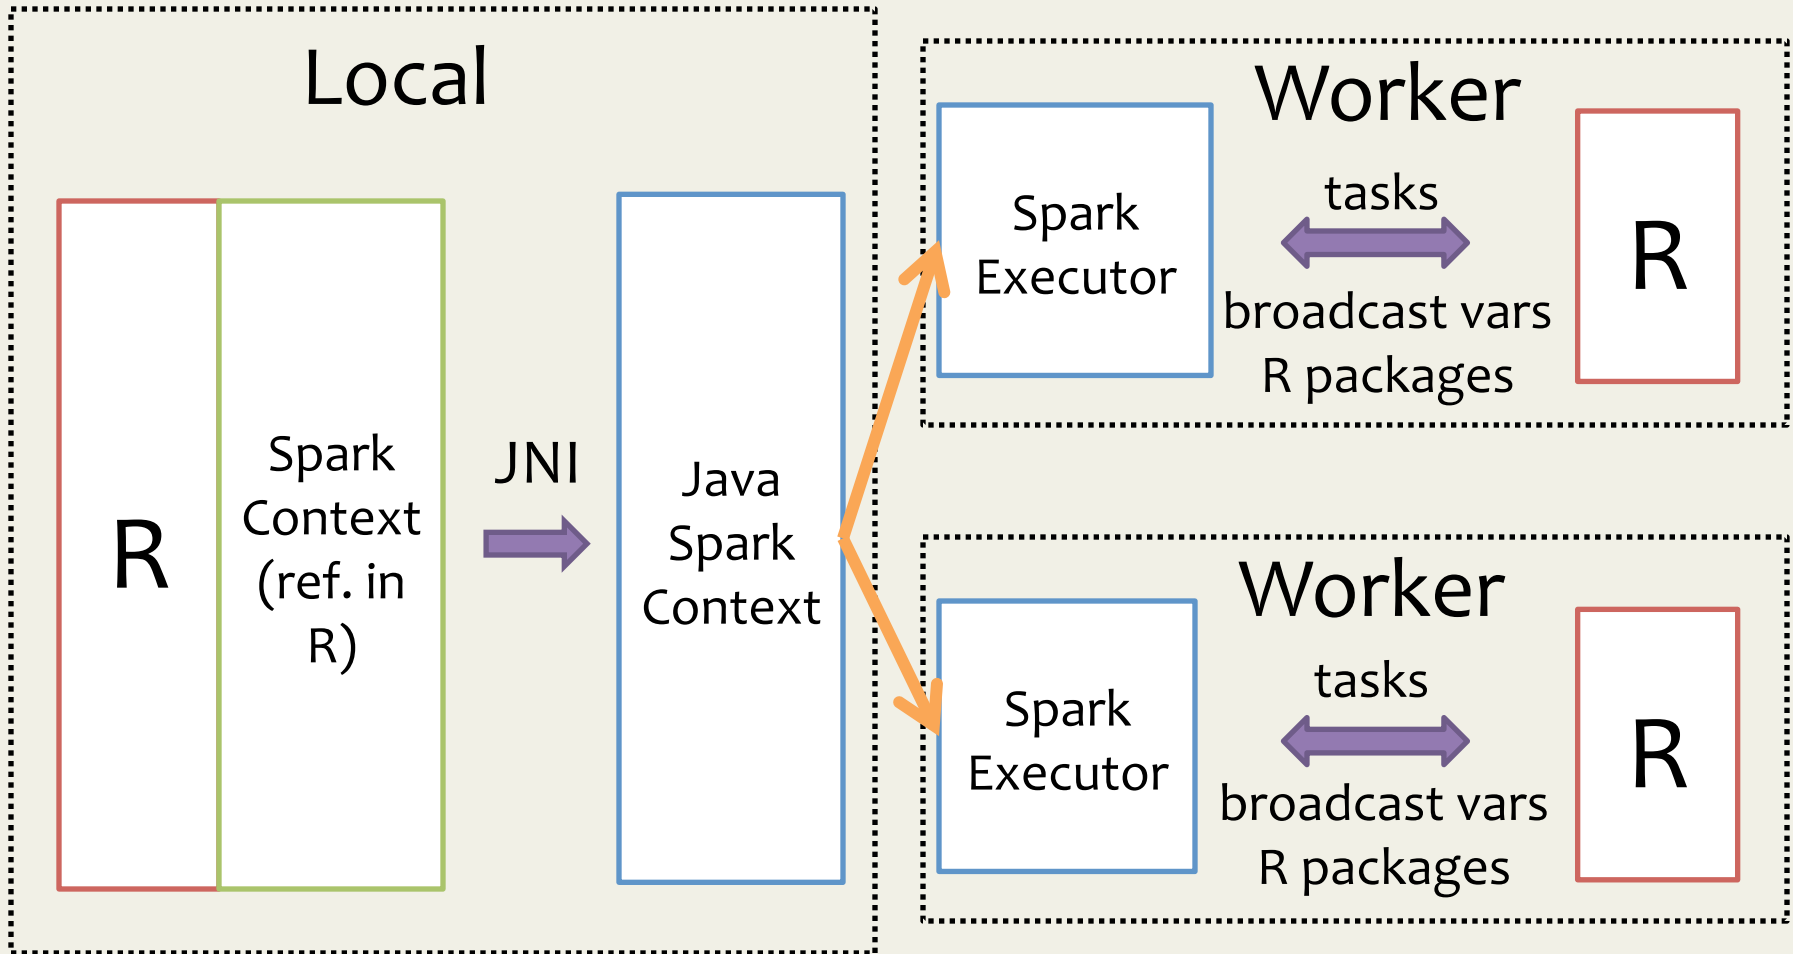 Local
R
Spark
Context
(ref. in
R)
JNI
Java
Spark
Context
Worker
Spark
Executor
tasks
broadcast vars
R packages
R
Worker
Spark
Executor
tasks
broadcast vars
R packages
R